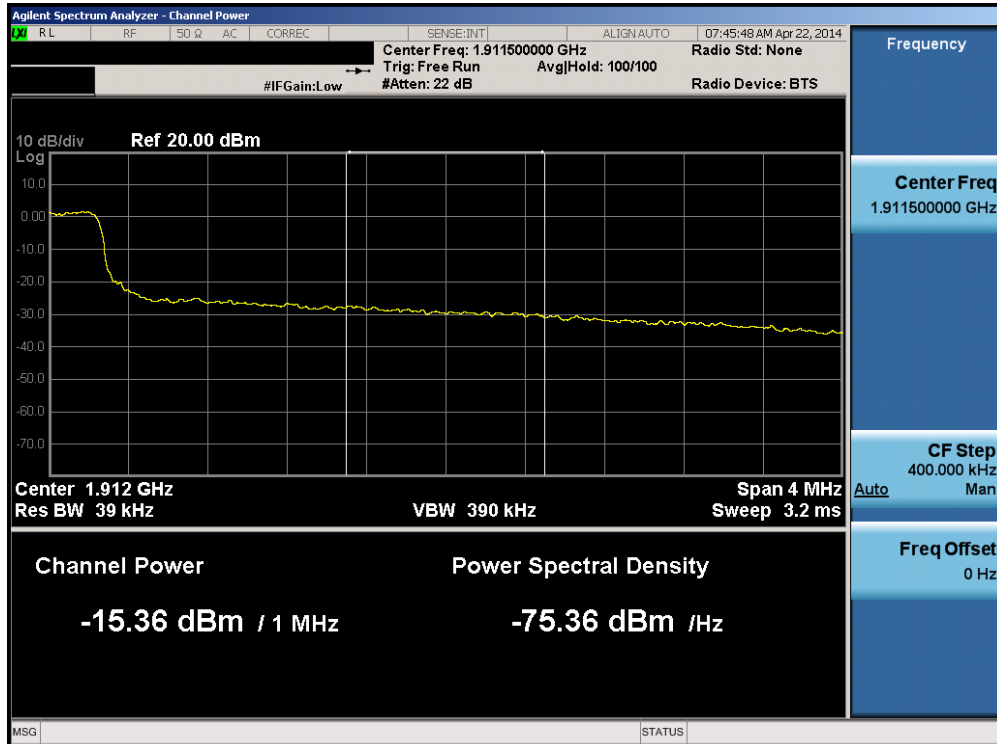 Agilent Spectrum Analyzer - Channel Power
LXI RL RF 50 Ω AC CORREC SENSE:INT ALIGN AUTO 07:45:48 AM Apr 22, 2014
Center Freq: 1.911500000 GHz Radio Std: None
Trig: Free Run Avg|Hold: 100/100
#IFGain:Low #Atten: 22 dB Radio Device: BTS
10 dB/div Ref 20.00 dBm
Log
10.0
0.00
-10.0
-20.0
-30.0
-40.0
-50.0
-60.0
-70.0
Center 1.912 GHz Span 4 MHz
Res BW 39 kHz VBW 390 kHz Sweep 3.2 ms
Channel Power Power Spectral Density
-15.36 dBm / 1 MHz -75.36 dBm /Hz
Frequency
Center Freq
1.911500000 GHz
CF Step
400.000 kHz
Auto Man
Freq Offset
0 Hz
MSG STATUS